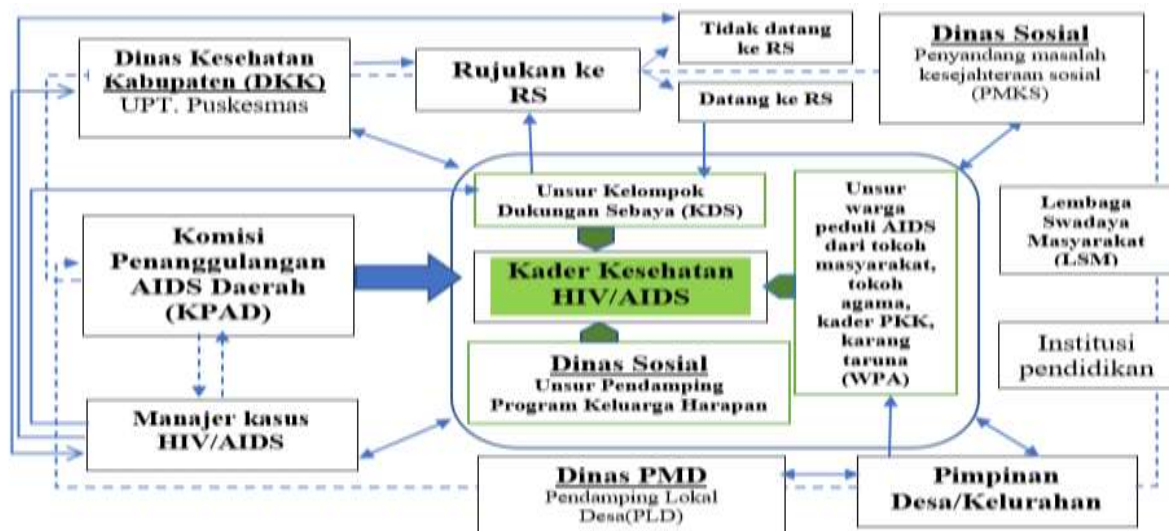 Dinas Kesehatan
Kabupaten (DKK)
UPT. Puskesmas
Rujukan ke
RS
Tidak datang
ke RS
Datang ke RS
Dinas Sosial
Penyandang masalah
kesejahteraan sosial
(PMKS)
Unsur Kelompok
Dukungan Sebaya (KDS)
Unsur
warga
peduli AIDS
dari tokoh
masyarakat,
tokoh
agama,
kader PKK,
karang
taruna
(WPA)
Lembaga
Swadaya
Masyarakat
(LSM)
Komisi
Penanggulangan
AIDS Daerah
(KPAD)
Kader Kesehatan
HIV/AIDS
Dinas Sosial
Unsur Pendamping
Program Keluarga Harapan
Institusi
pendidikan
Manajer kasus
HIV/AIDS
Dinas PMD
Pendamping Lokal
Desa(PLD)
Pimpinan
Desa/Kelurahan